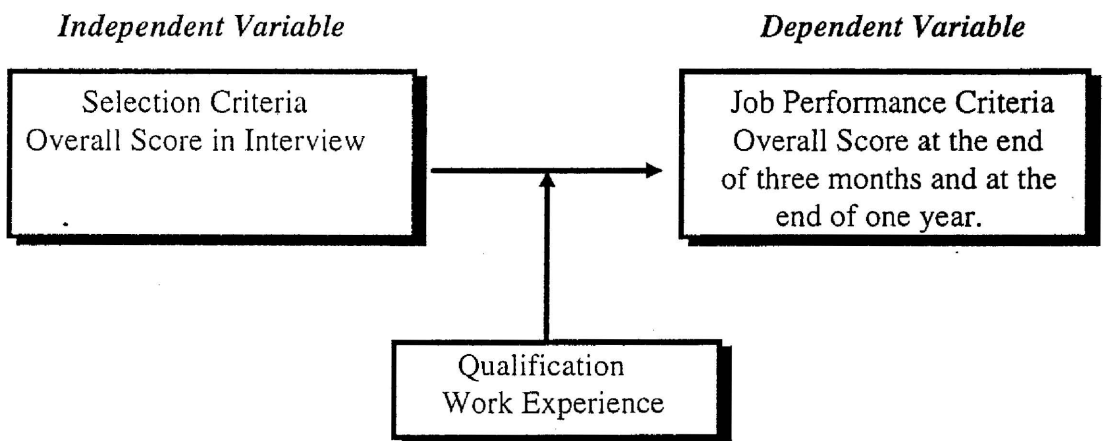 Independent Variable
Dependent Variable
Selection Criteria
Overall Score in Interview
Job Performance Criteria
Overall Score at the end
of three months and at the
end of one year.
Qualification
Work Experience